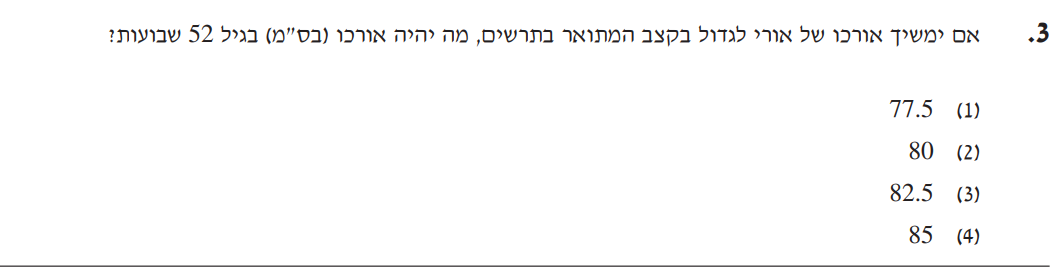 3. אם ימשיך אורכו של אורי לגדול בקצב המתואר בתרשים, מה יהיה אורכו (בס"מ) בגיל 52 שבועות?
(1) 77.5
(2) 80
(3) 82.5
(4) 85